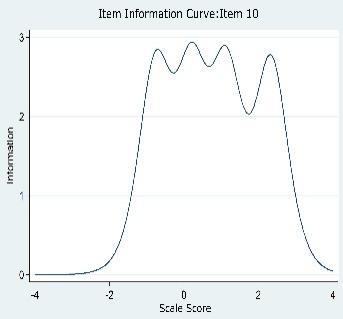 Item Information Curve:Item 10
Information
3
2
1
0
-4 -2 0 2 4
Scale Score